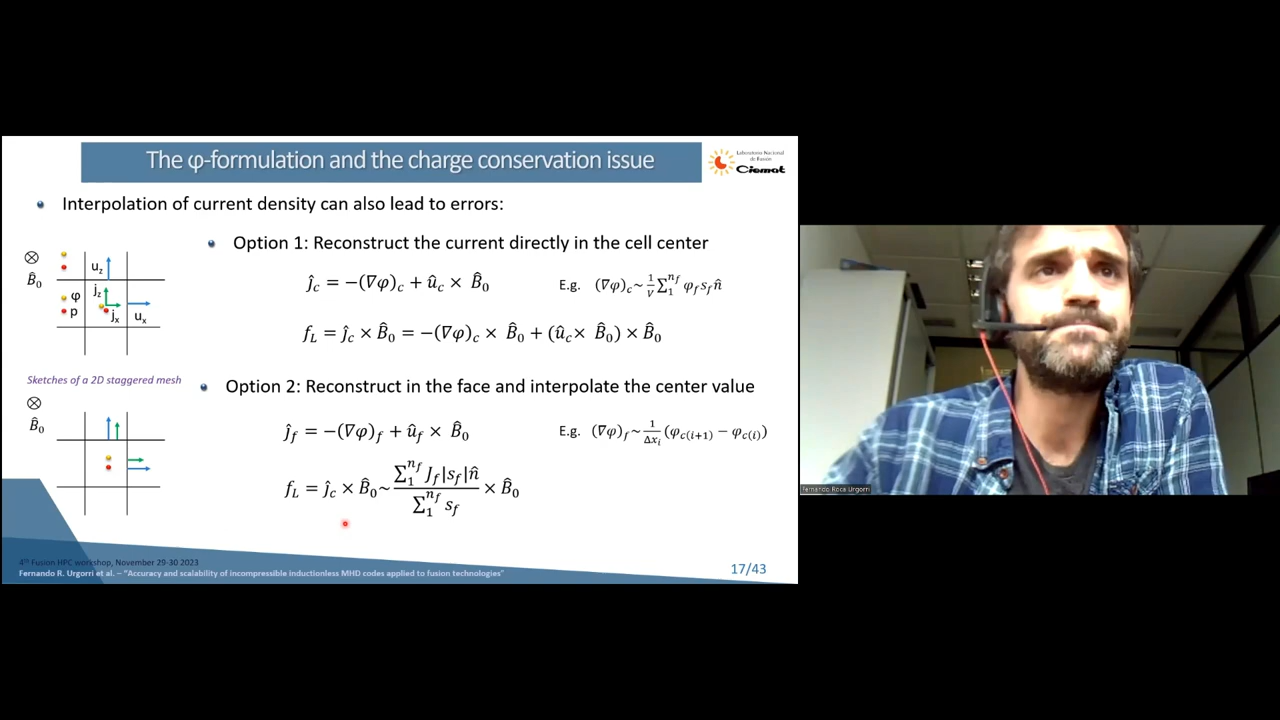 The φ-formulation and the charge conservation issue
Laboratorio Nacional
de Fusión
Ciemat
Interpolation of current density can also lead to errors:
Option 1: Reconstruct the current directly in the cell center
ĵ_c = −(∇φ)_c + û_c × B̂_0
E.g. (∇φ)_c ~ 1/V ∑_1^{n_f} φ_f s_f n̂
f_L = ĵ_c × B̂_0 = −(∇φ)_c × B̂_0 + (û_c × B̂_0) × B̂_0
B̂_0
u_z
j_z
φ
p
j_x
u_x
Sketches of a 2D staggered mesh
Option 2: Reconstruct in the face and interpolate the center value
B̂_0
ĵ_f = −(∇φ)_f + û_f × B̂_0
E.g. (∇φ)_f ~ 1/Δx_i (φ_{c(i+1)} − φ_{c(i)})
f_L = ĵ_c × B̂_0 ~ (∑_1^{n_f} J_f |s_f| n̂) / (∑_1^{n_f} s_f) × B̂_0
4TH Fusion HPC workshop, November 29-30 2023
Fernando R. Urgorri et al. – "Accuracy and scalability of incompressible inductionless MHD codes applied to fusion technologies"
17/43
Fernando Roca Urgorri